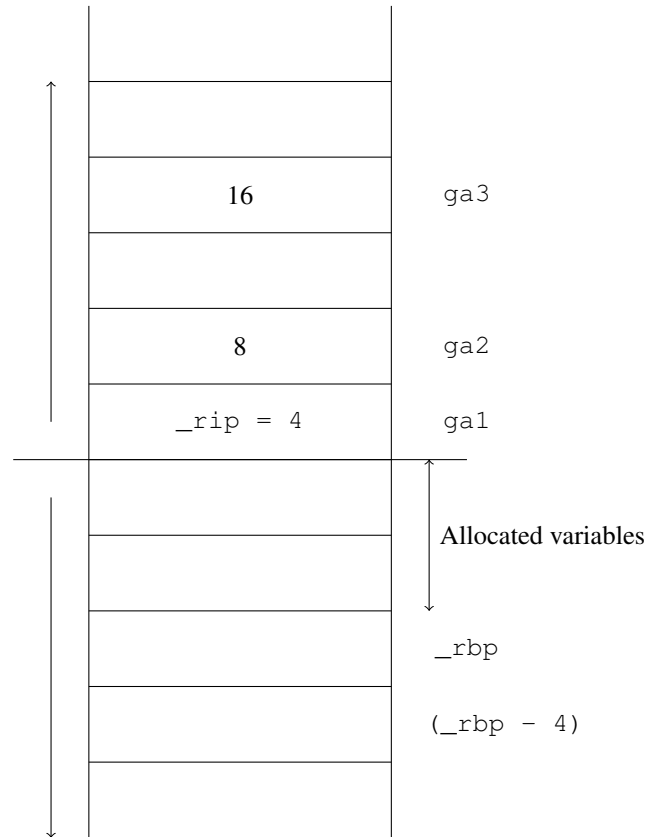 16 ga3
8 ga2
_rip = 4 ga1
Allocated variables
_rbp
(_rbp - 4)